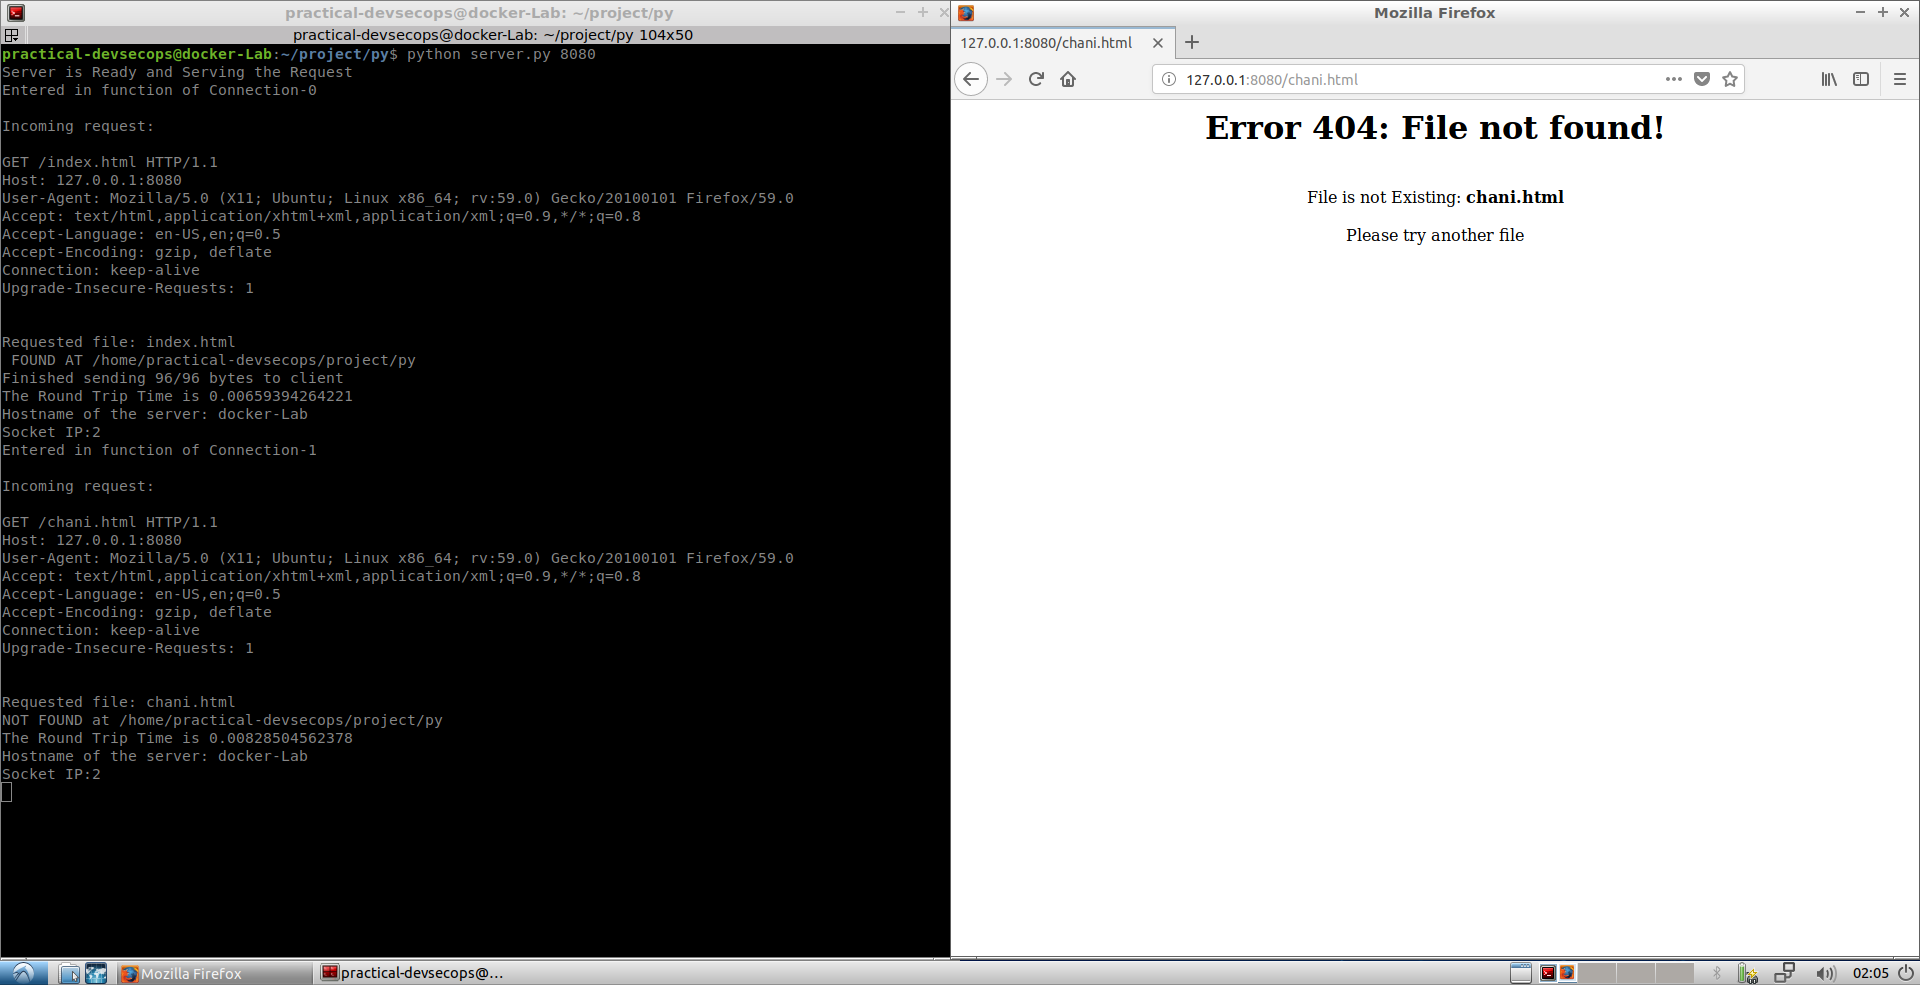 practical-devsecops@docker-Lab: ~/project/py
practical-devsecops@docker-Lab: ~/project/py 104x50
practical-devsecops@docker-Lab:~/project/py$ python server.py 8080
Server is Ready and Serving the Request
Entered in function of Connection-0
Incoming request:
GET /index.html HTTP/1.1
Host: 127.0.0.1:8080
User-Agent: Mozilla/5.0 (X11; Ubuntu; Linux x86_64; rv:59.0) Gecko/20100101 Firefox/59.0
Accept: text/html,application/xhtml+xml,application/xml;q=0.9,*/*;q=0.8
Accept-Language: en-US,en;q=0.5
Accept-Encoding: gzip, deflate
Connection: keep-alive
Upgrade-Insecure-Requests: 1
Requested file: index.html
FOUND AT /home/practical-devsecops/project/py
Finished sending 96/96 bytes to client
The Round Trip Time is 0.00659394264221
Hostname of the server: docker-Lab
Socket IP:2
Entered in function of Connection-1
Incoming request:
GET /chani.html HTTP/1.1
Host: 127.0.0.1:8080
User-Agent: Mozilla/5.0 (X11; Ubuntu; Linux x86_64; rv:59.0) Gecko/20100101 Firefox/59.0
Accept: text/html,application/xhtml+xml,application/xml;q=0.9,*/*;q=0.8
Accept-Language: en-US,en;q=0.5
Accept-Encoding: gzip, deflate
Connection: keep-alive
Upgrade-Insecure-Requests: 1
Requested file: chani.html
NOT FOUND at /home/practical-devsecops/project/py
The Round Trip Time is 0.00828504562378
Hostname of the server: docker-Lab
Socket IP:2
Mozilla Firefox
127.0.0.1:8080/chani.html
127.0.0.1:8080/chani.html
Error 404: File not found!
File is not Existing: chani.html
Please try another file
Mozilla Firefox
practical-devsecops@...
02:05